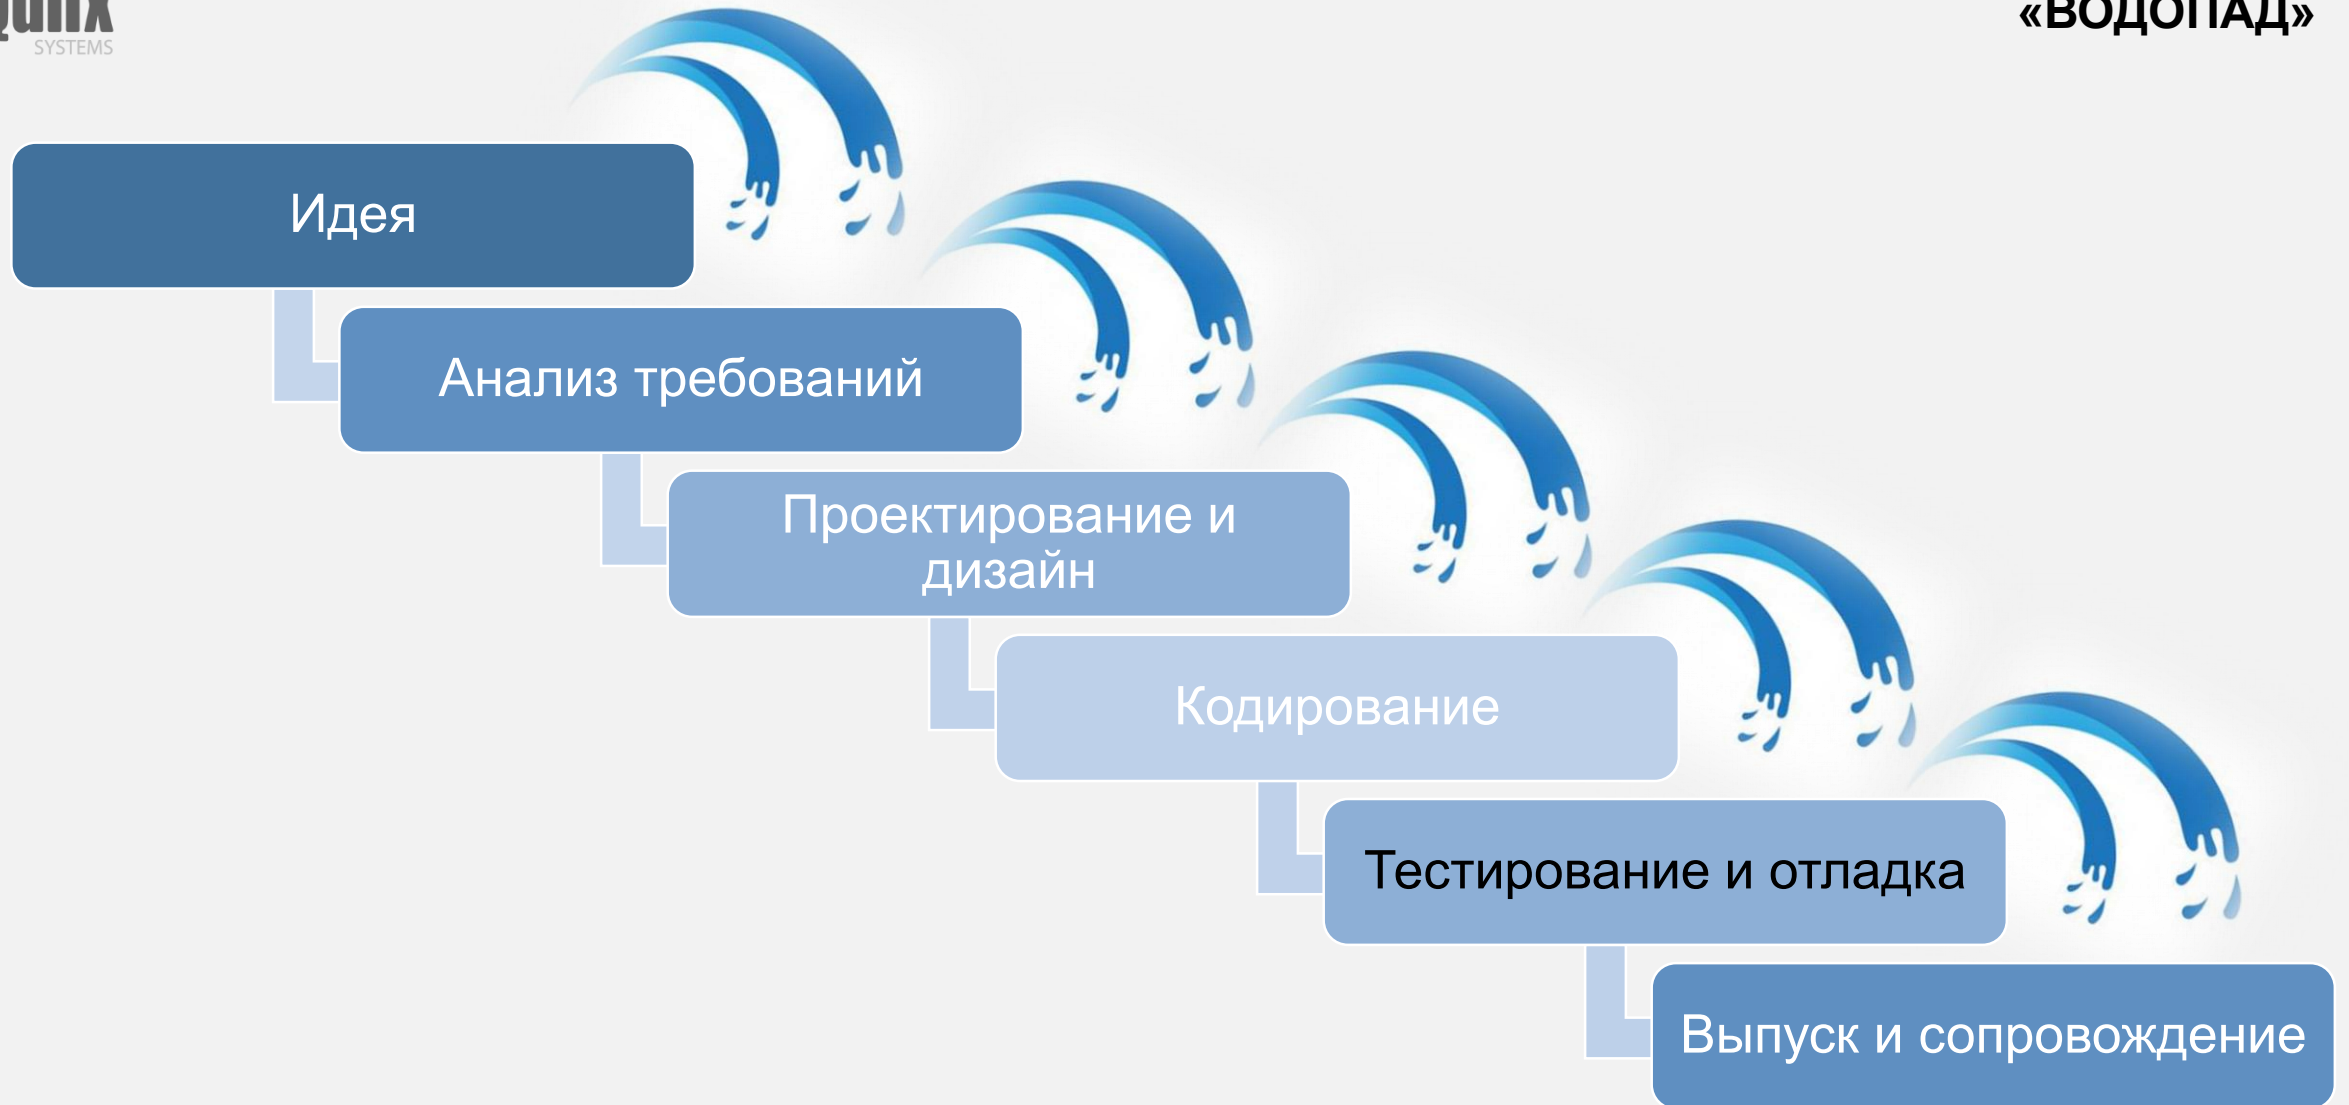 SYSTEMS
«ВОДОПАД»
Идея
Анализ требований
Проектирование и
дизайн
Кодирование
Тестирование и отладка
Выпуск и сопровождение